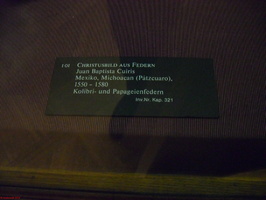 101 CHRISTUSBILD AUS FEDERN
Juan Baptista Cuiris
Mexiko, Michoacan (Pátzcuaro),
1550 - 1580
Kolibri- und Papageienfedern
Inv.Nr. Kap. 321